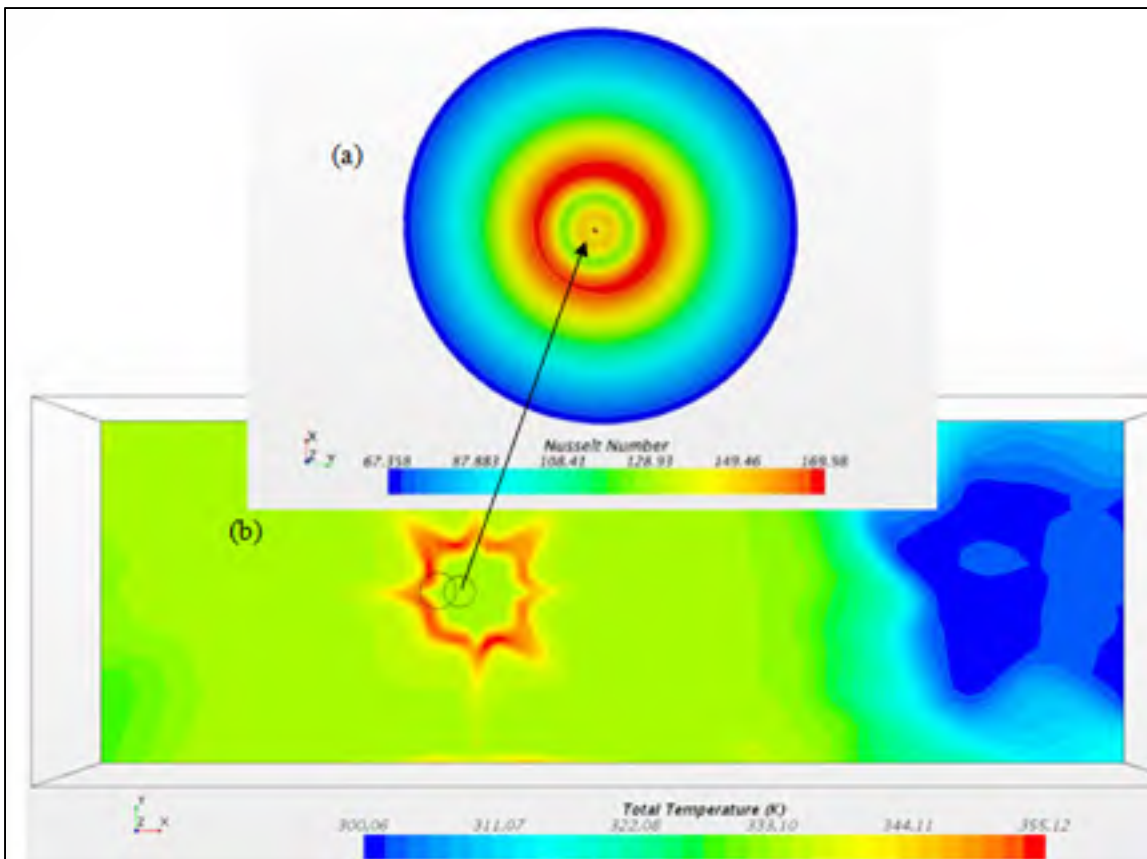 (a)
X
Z Y
Nusselt Number
67.358 87.883 108.41 128.93 149.46 169.98
(b)
Y
Z X
Total Temperature (K)
300.06 311.07 322.08 333.10 344.11 355.12